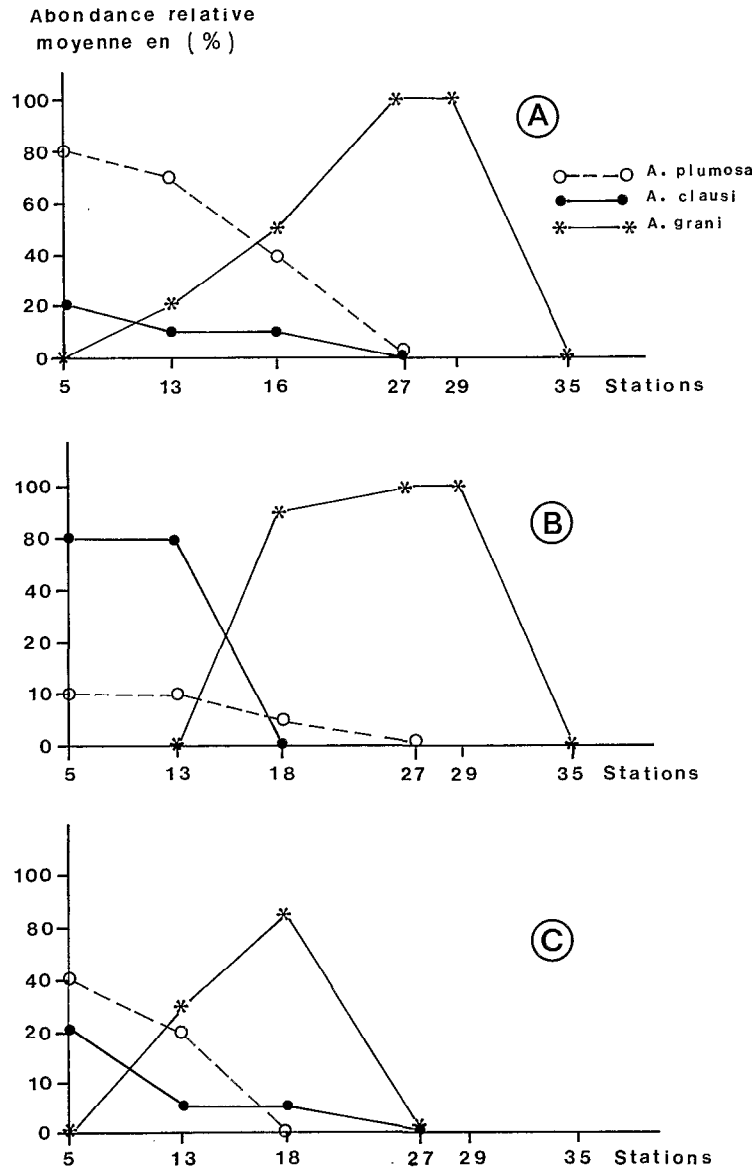 Abondance relative
moyenne en (%)
100
80
60
40
20
0
A
A. plumosa
A. clausi
A. grani
5 13 16 27 29 35 Stations
100
80
40
20
10
0
B
5 13 18 27 29 35 Stations
100
80
40
20
10
0
C
5 13 18 27 29 35 Stations